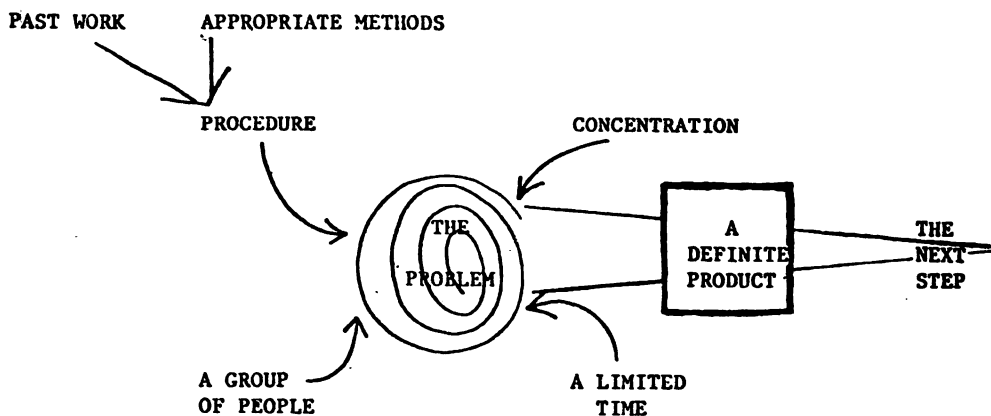 PAST WORK
APPROPRIATE METHODS
PROCEDURE
CONCENTRATION
THE
PROBLEM
A
DEFINITE
PRODUCT
THE
NEXT
STEP
A GROUP
OF PEOPLE
A LIMITED
TIME